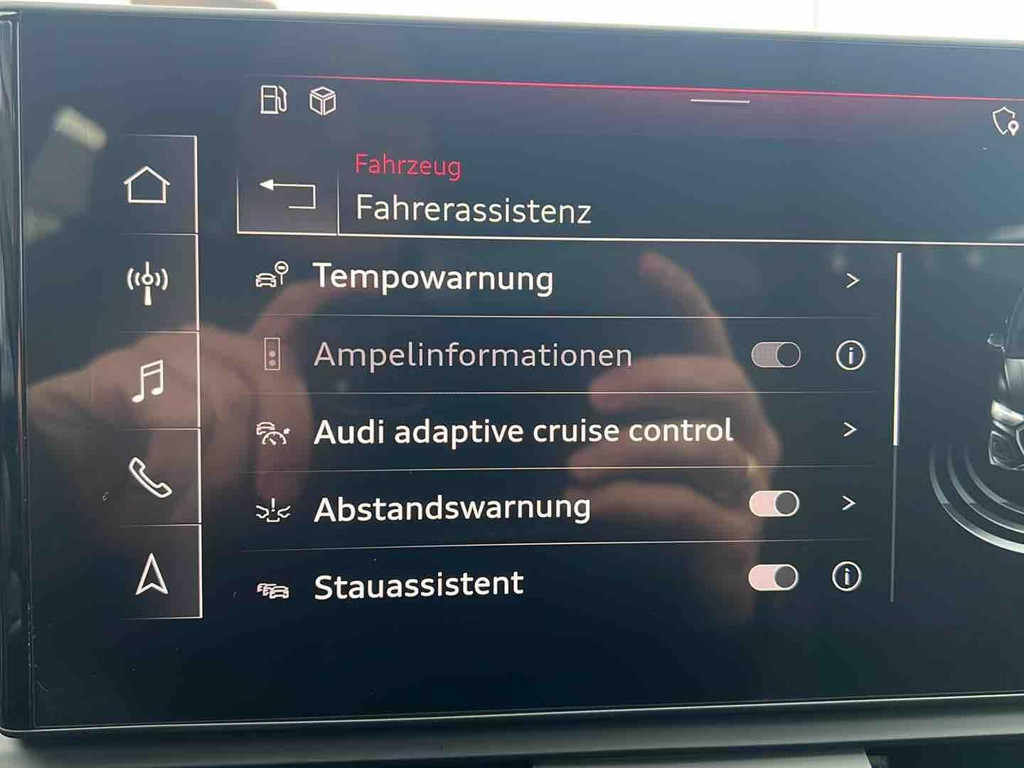 Fahrzeug
Fahrerassistenz
Tempowarnung
Ampelinformationen
Audi adaptive cruise control
Abstandswarnung
Stauassistent